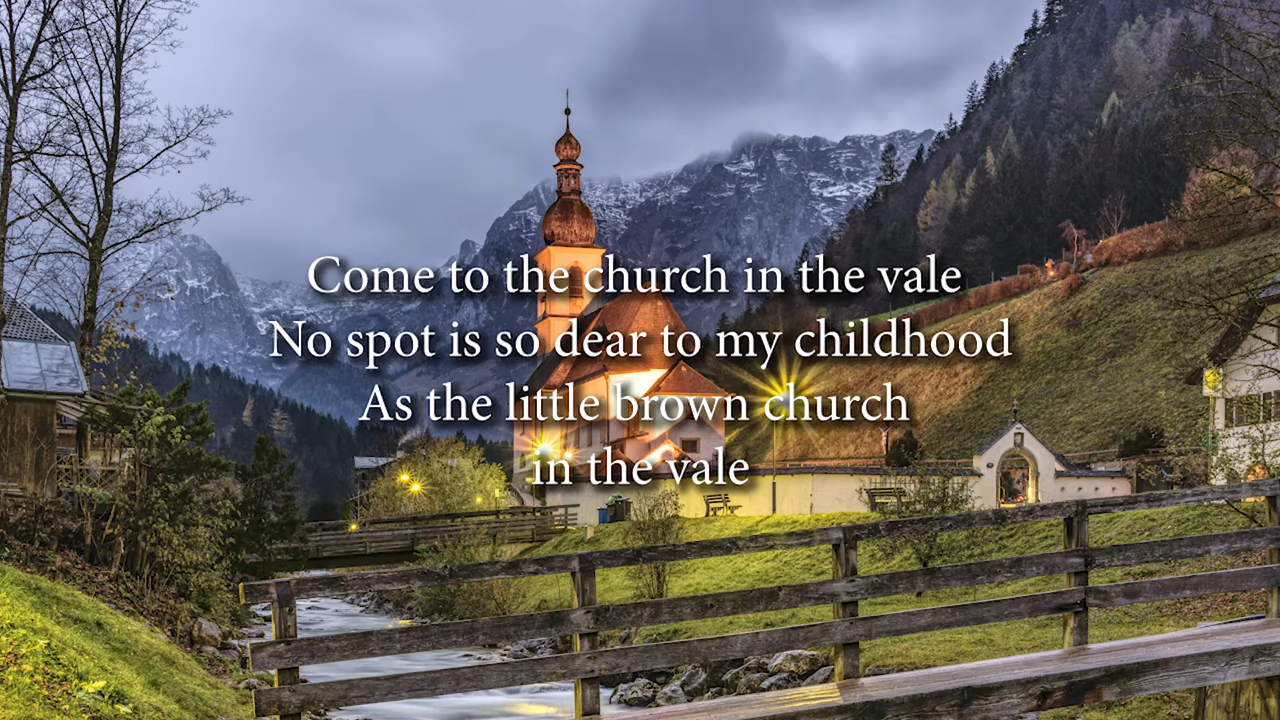 Come to the church in the vale
No spot is so dear to my childhood
As the little brown church
in the vale